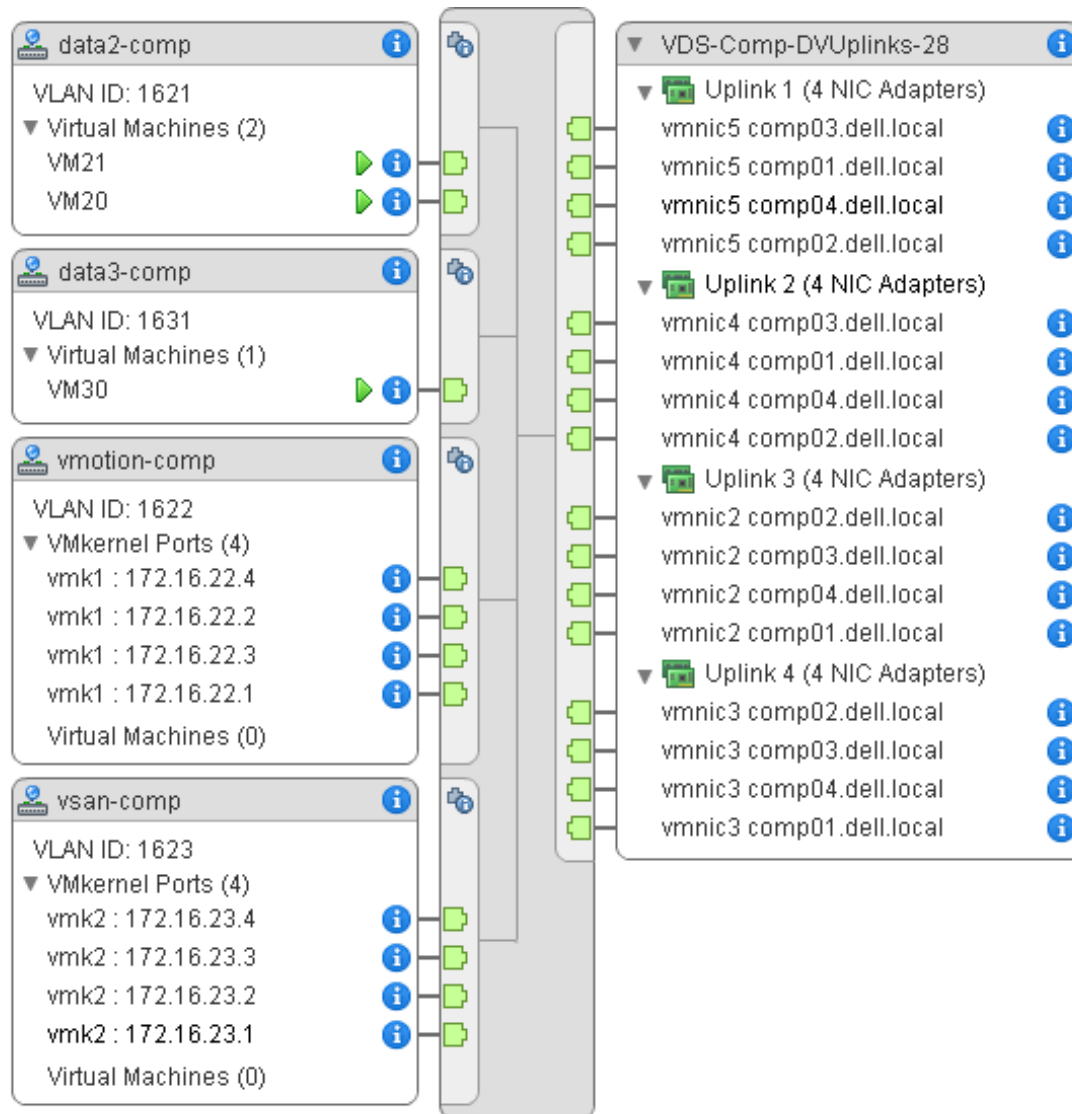 data2-comp
VLAN ID: 1621
Virtual Machines (2)
VM21
VM20
data3-comp
VLAN ID: 1631
Virtual Machines (1)
VM30
vmotion-comp
VLAN ID: 1622
VMkernel Ports (4)
vmk1 : 172.16.22.4
vmk1 : 172.16.22.2
vmk1 : 172.16.22.3
vmk1 : 172.16.22.1
Virtual Machines (0)
vsan-comp
VLAN ID: 1623
VMkernel Ports (4)
vmk2 : 172.16.23.4
vmk2 : 172.16.23.3
vmk2 : 172.16.23.2
vmk2 : 172.16.23.1
Virtual Machines (0)
VDS-Comp-DVUplinks-28
Uplink 1 (4 NIC Adapters)
vmnic5 comp03.dell.local
vmnic5 comp01.dell.local
vmnic5 comp04.dell.local
vmnic5 comp02.dell.local
Uplink 2 (4 NIC Adapters)
vmnic4 comp03.dell.local
vmnic4 comp01.dell.local
vmnic4 comp04.dell.local
vmnic4 comp02.dell.local
Uplink 3 (4 NIC Adapters)
vmnic2 comp02.dell.local
vmnic2 comp03.dell.local
vmnic2 comp04.dell.local
vmnic2 comp01.dell.local
Uplink 4 (4 NIC Adapters)
vmnic3 comp02.dell.local
vmnic3 comp03.dell.local
vmnic3 comp04.dell.local
vmnic3 comp01.dell.local